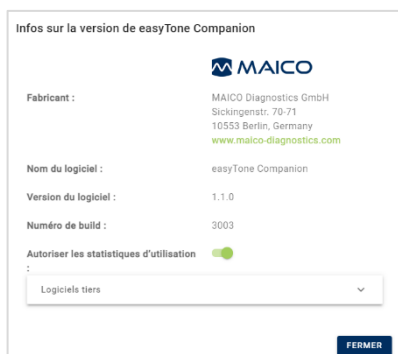 Infos sur la version de easyTone Companion
MAICO
Fabricant :
MAICO Diagnostics GmbH
Sickingenstr. 70-71
10553 Berlin, Germany
www.maico-diagnostics.com
Nom du logiciel :
easyTone Companion
Version du logiciel :
1.1.0
Numéro de build :
3003
Autoriser les statistiques d'utilisation
:
Logiciels tiers
FERMER